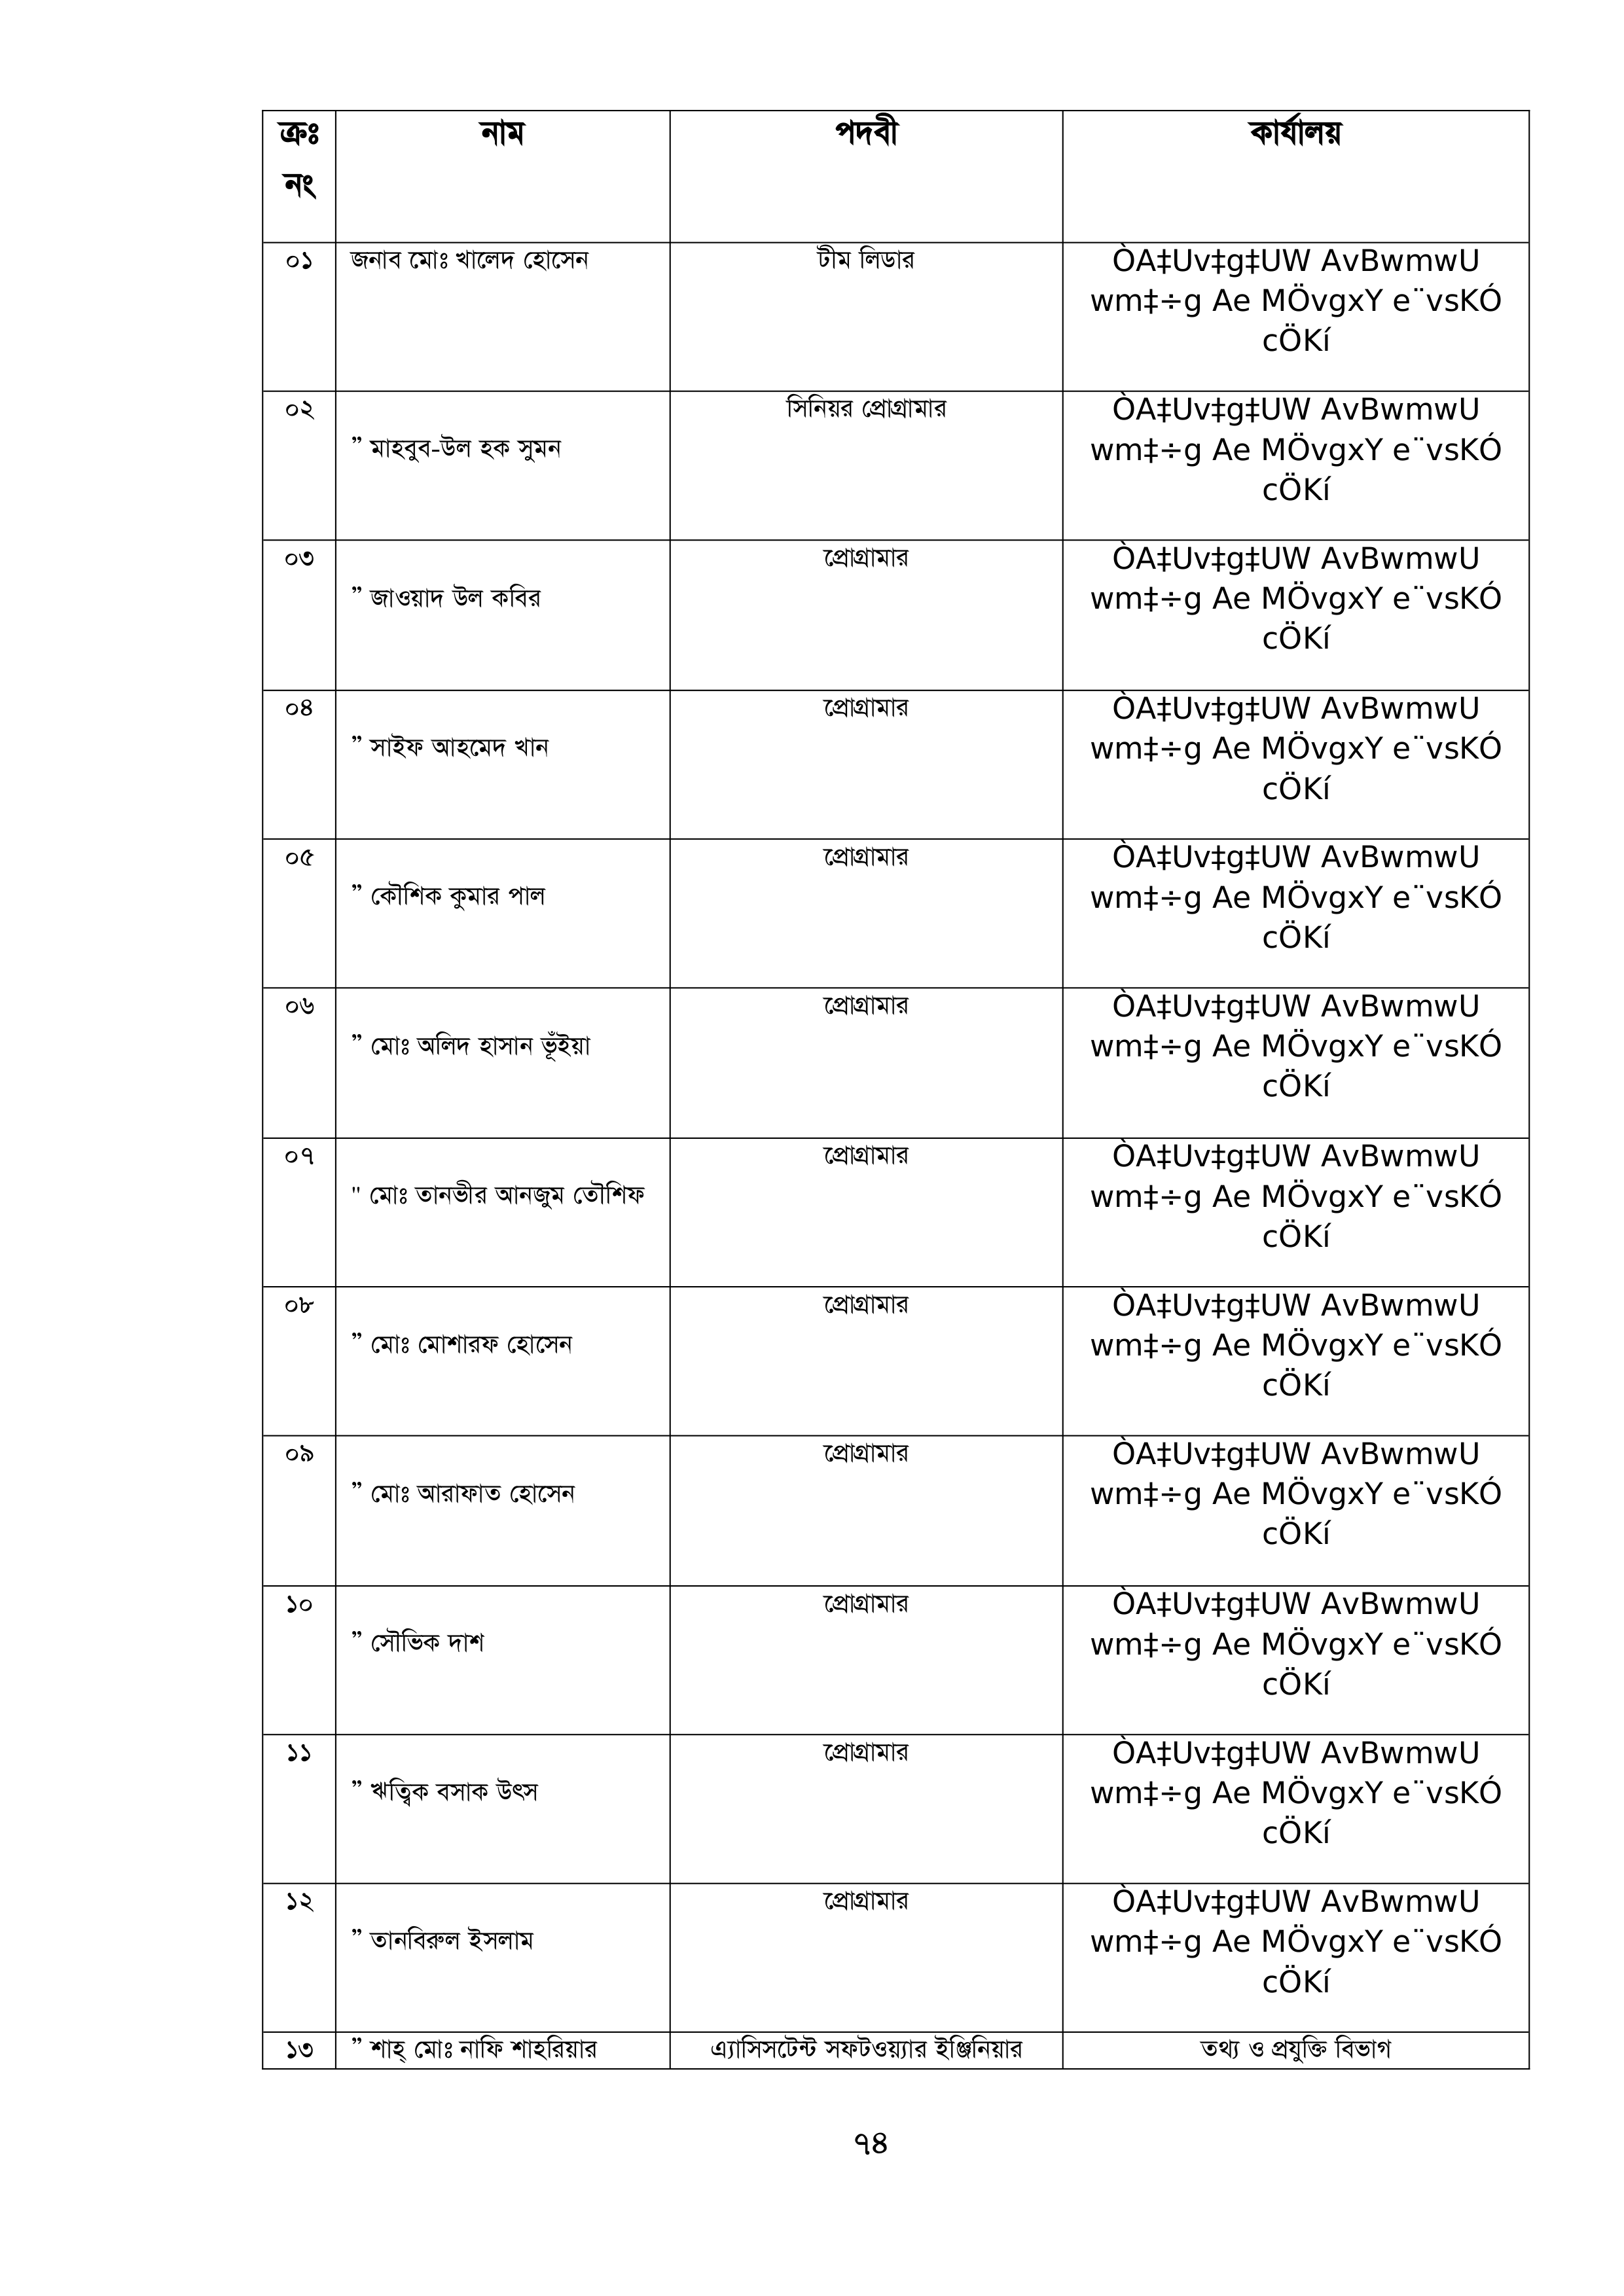 ক্রঃ নাম পদবী কার্যালয়
নং
০১ জনাব মোঃ খালেদ হোসেন টীম লিডার ÒA‡Uv‡g‡UW AvBwmwU
wm‡÷g Ae MÖvgxY e¨vsKÓ
cÖKí
০২ সিনিয়র প্রোগ্রামার ÒA‡Uv‡g‡UW AvBwmwU
” মাহবুব-উল হক সুমন wm‡÷g Ae MÖvgxY e¨vsKÓ
cÖKí
০৩ প্রোগ্রামার ÒA‡Uv‡g‡UW AvBwmwU
” জাওয়াদ উল কবির wm‡÷g Ae MÖvgxY e¨vsKÓ
cÖKí
০৪ প্রোগ্রামার ÒA‡Uv‡g‡UW AvBwmwU
” সাইফ আহমেদ খান wm‡÷g Ae MÖvgxY e¨vsKÓ
cÖKí
০৫ প্রোগ্রামার ÒA‡Uv‡g‡UW AvBwmwU
” কৌশিক কুমার পাল wm‡÷g Ae MÖvgxY e¨vsKÓ
cÖKí
০৬ প্রোগ্রামার ÒA‡Uv‡g‡UW AvBwmwU
” মোঃ অলিদ হাসান ভূঁইয়া wm‡÷g Ae MÖvgxY e¨vsKÓ
cÖKí
০৭ প্রোগ্রামার ÒA‡Uv‡g‡UW AvBwmwU
" মোঃ তানভীর আনজুম তৌশিফ wm‡÷g Ae MÖvgxY e¨vsKÓ
cÖKí
০৮ প্রোগ্রামার ÒA‡Uv‡g‡UW AvBwmwU
” মোঃ মোশারফ হোসেন wm‡÷g Ae MÖvgxY e¨vsKÓ
cÖKí
০৯ প্রোগ্রামার ÒA‡Uv‡g‡UW AvBwmwU
” মোঃ আরাফাত হোসেন wm‡÷g Ae MÖvgxY e¨vsKÓ
cÖKí
১০ প্রোগ্রামার ÒA‡Uv‡g‡UW AvBwmwU
” সৌভিক দাশ wm‡÷g Ae MÖvgxY e¨vsKÓ
cÖKí
১১ প্রোগ্রামার ÒA‡Uv‡g‡UW AvBwmwU
” ঋত্বিক বসাক উৎস wm‡÷g Ae MÖvgxY e¨vsKÓ
cÖKí
১২ প্রোগ্রামার ÒA‡Uv‡g‡UW AvBwmwU
” তানবিরুল ইসলাম wm‡÷g Ae MÖvgxY e¨vsKÓ
cÖKí
১৩ ” শাহ্ মোঃ নাফি শাহরিয়ার এ্যাসিসটেন্ট সফটওয়্যার ইঞ্জিনিয়ার তথ্য ও প্রযুক্তি বিভাগ
৭৪